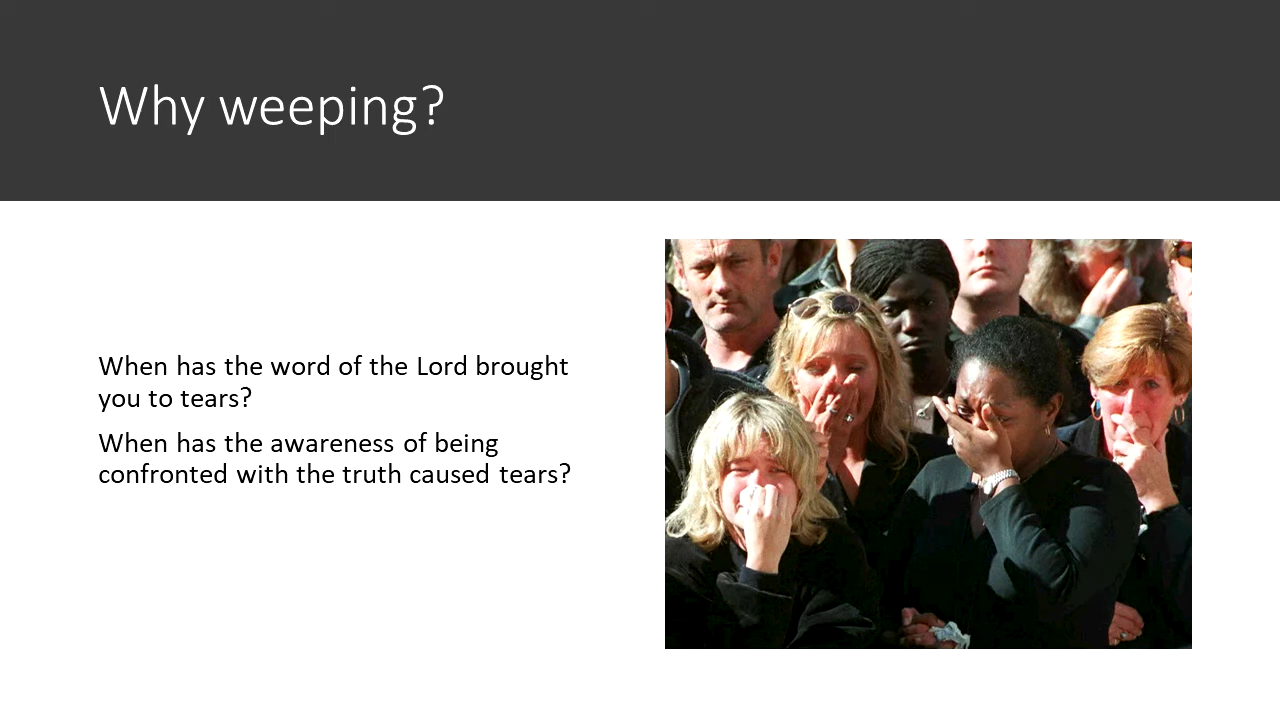 Why weeping?
When has the word of the Lord brought
you to tears?
When has the awareness of being
confronted with the truth caused tears?